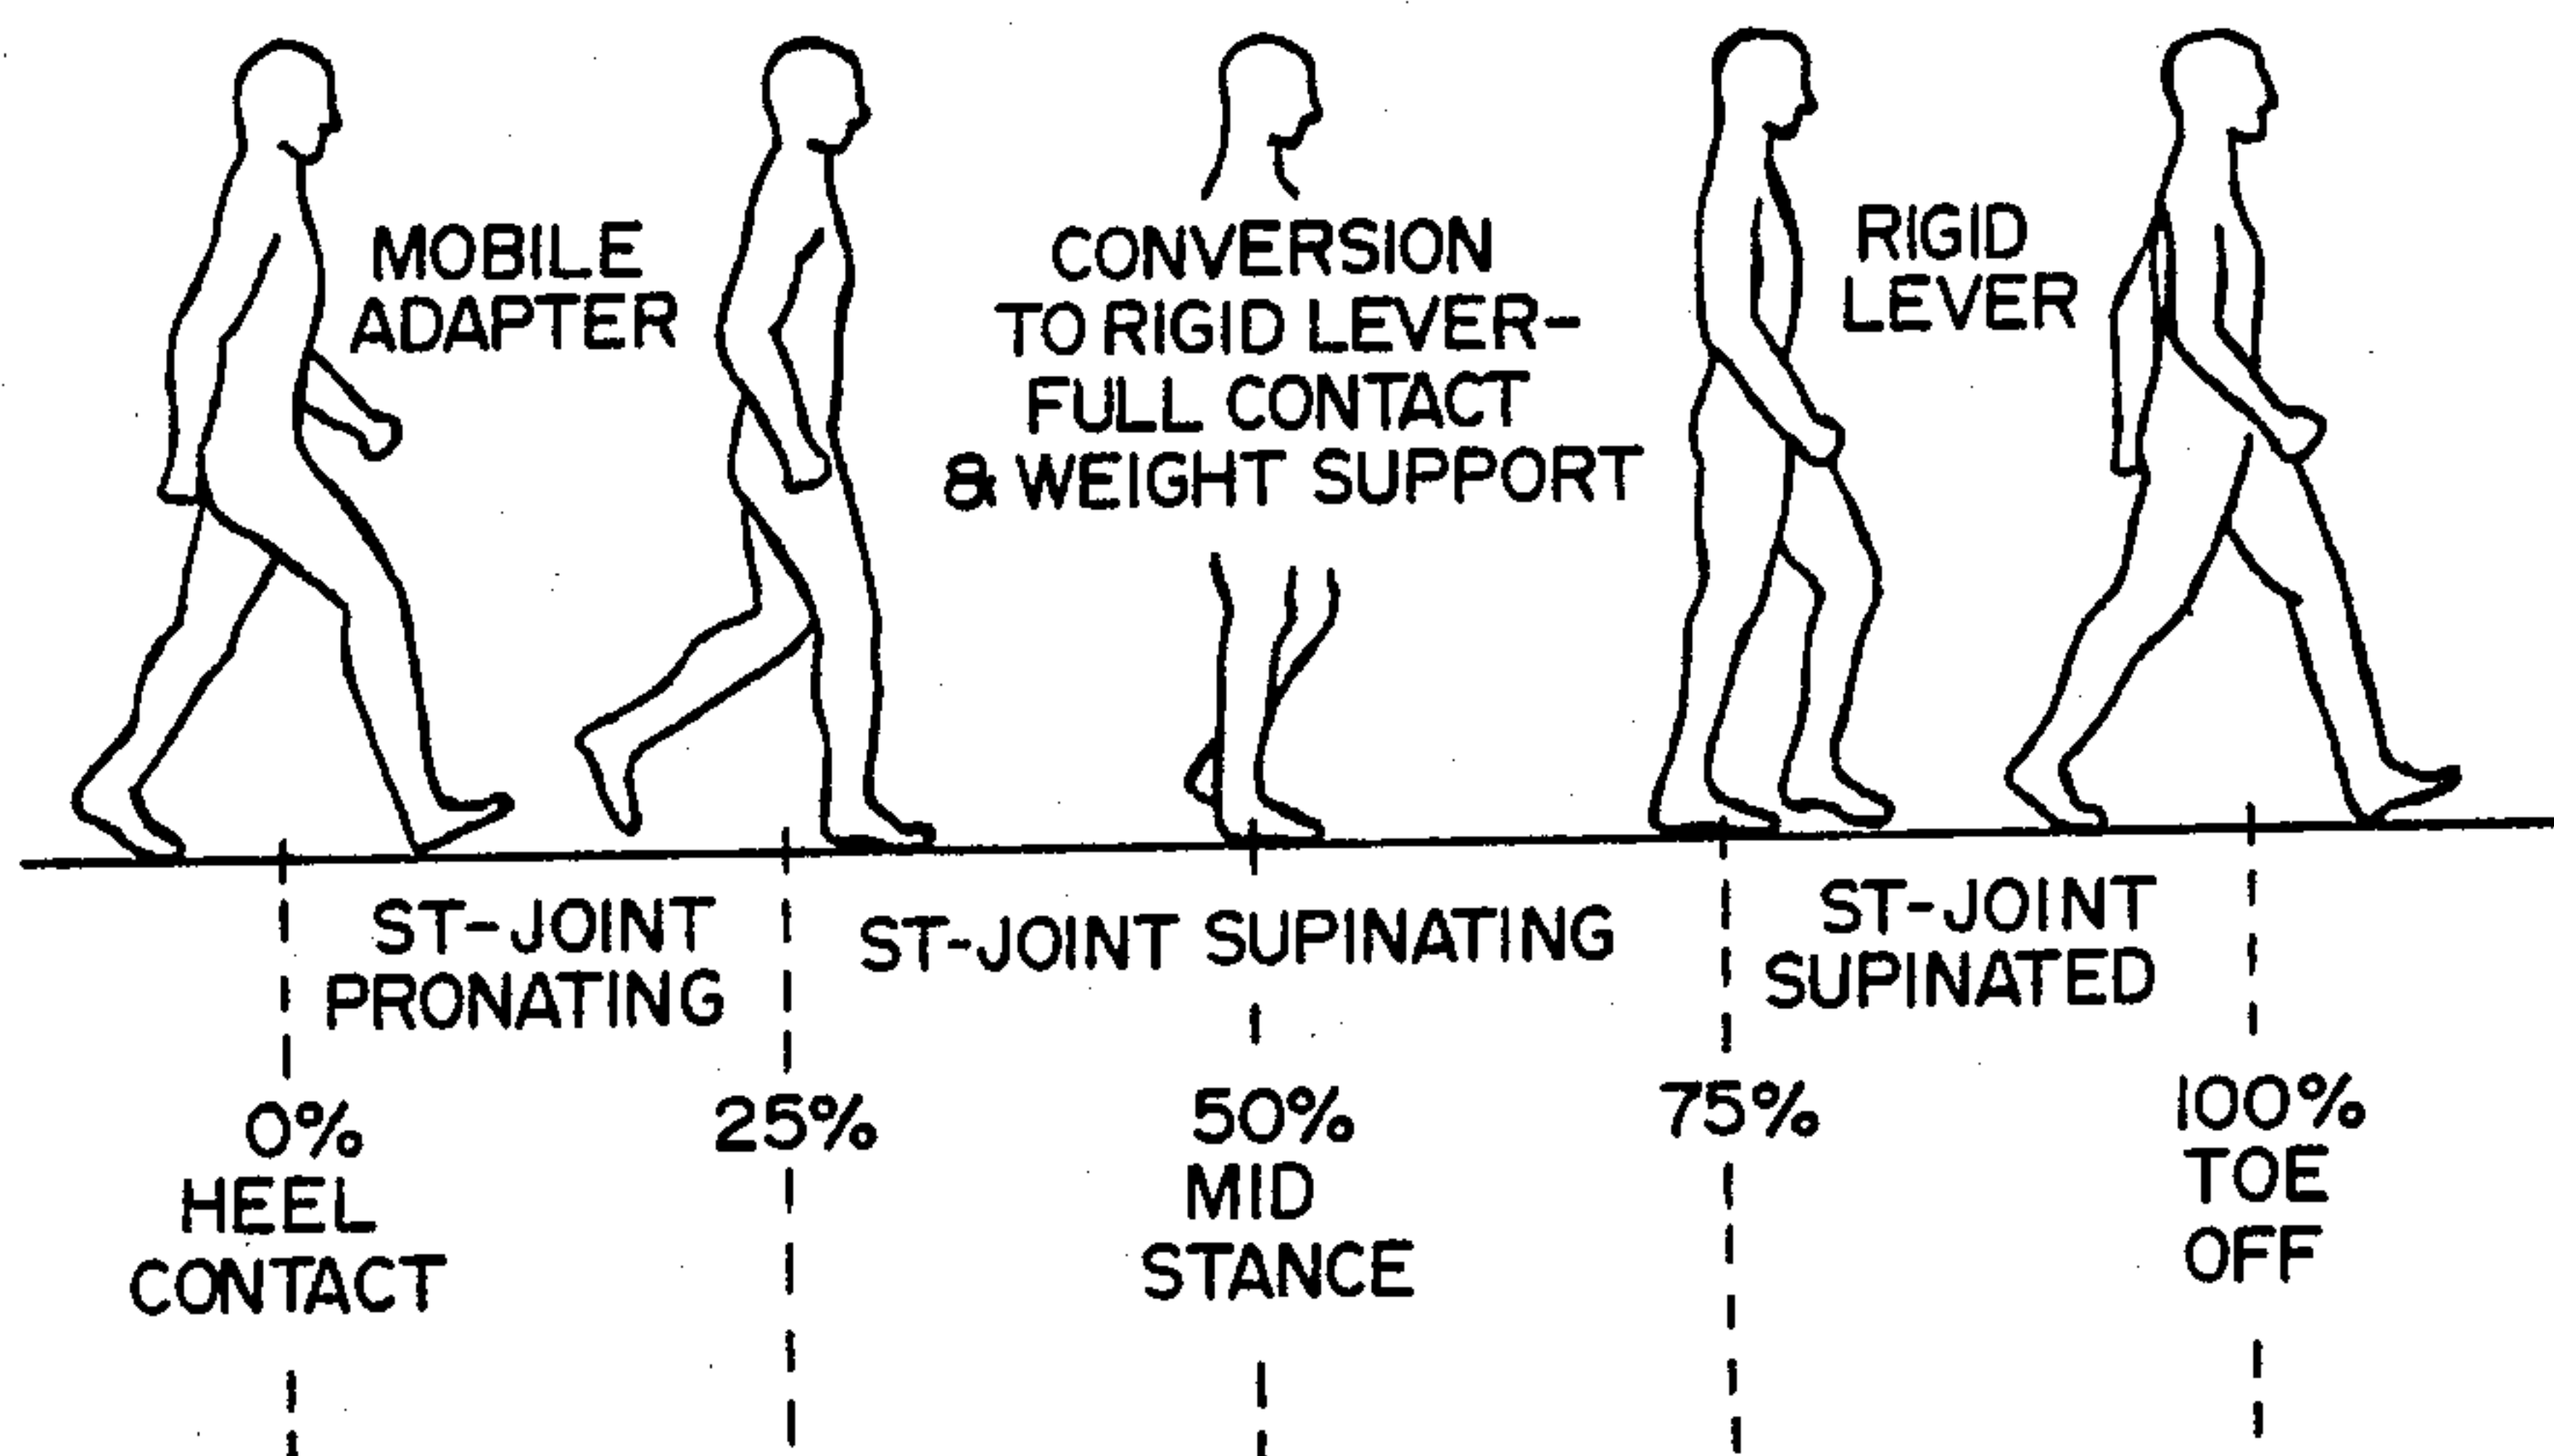 MOBILE
ADAPTER
CONVERSION
TO RIGID LEVER-
FULL CONTACT
& WEIGHT SUPPORT
RIGID
LEVER
ST-JOINT
PRONATING
ST-JOINT SUPINATING
ST-JOINT
SUPINATED
0%
HEEL
CONTACT
25%
50%
MID
STANCE
75%
100%
TOE
OFF